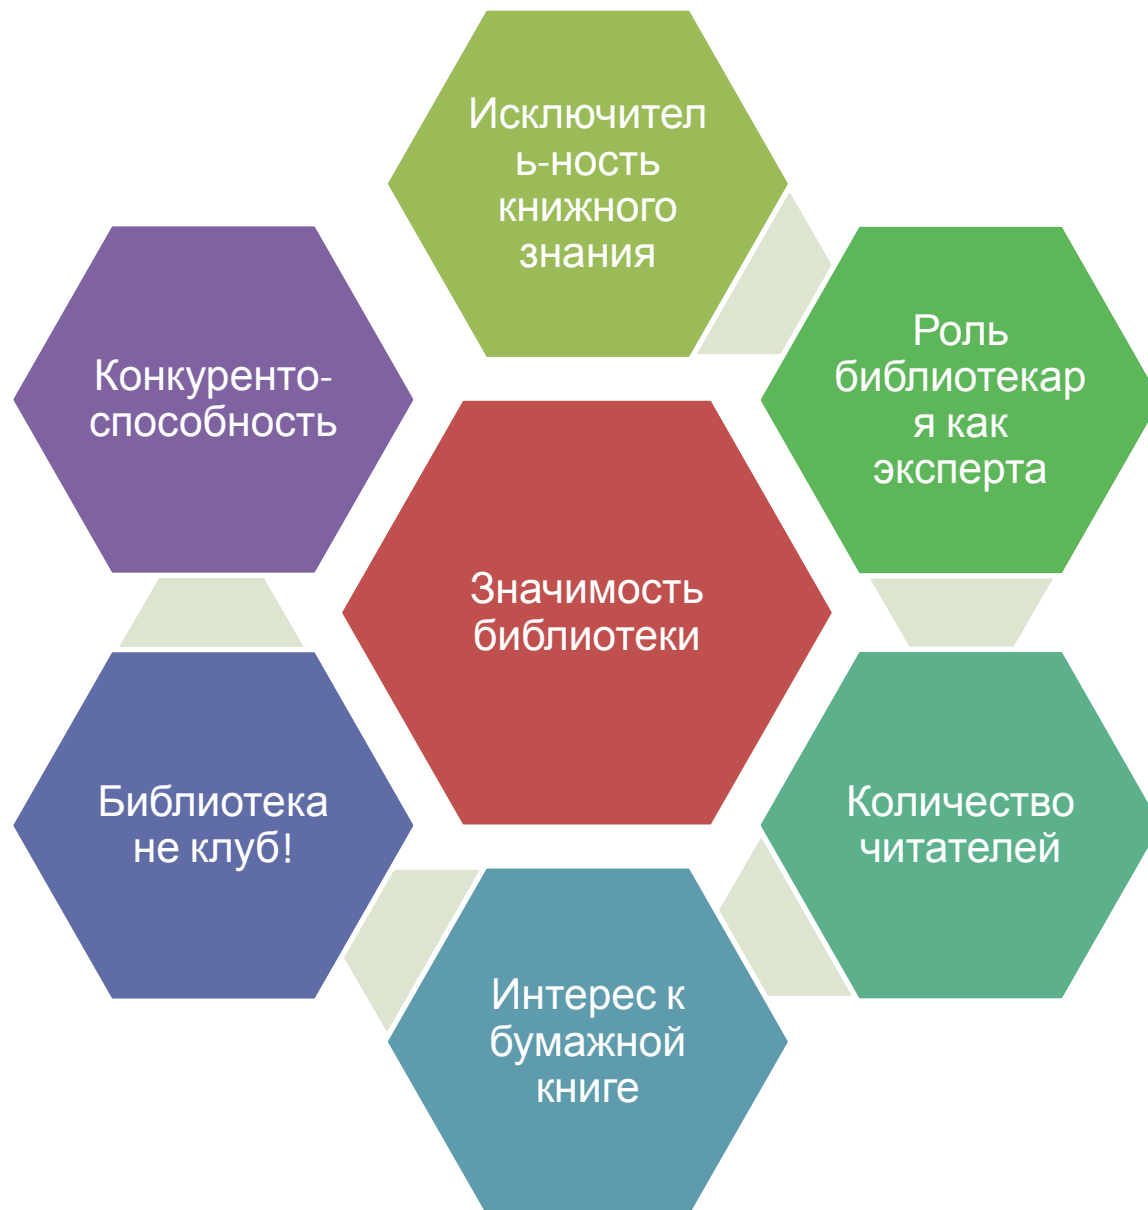 Исключител
ь-ность
книжного
знания
Роль
библиотекар
я как
эксперта
Конкуренто-
способность
Значимость
библиотеки
Библиотека
не клуб!
Количество
читателей
Интерес к
бумажной
книге